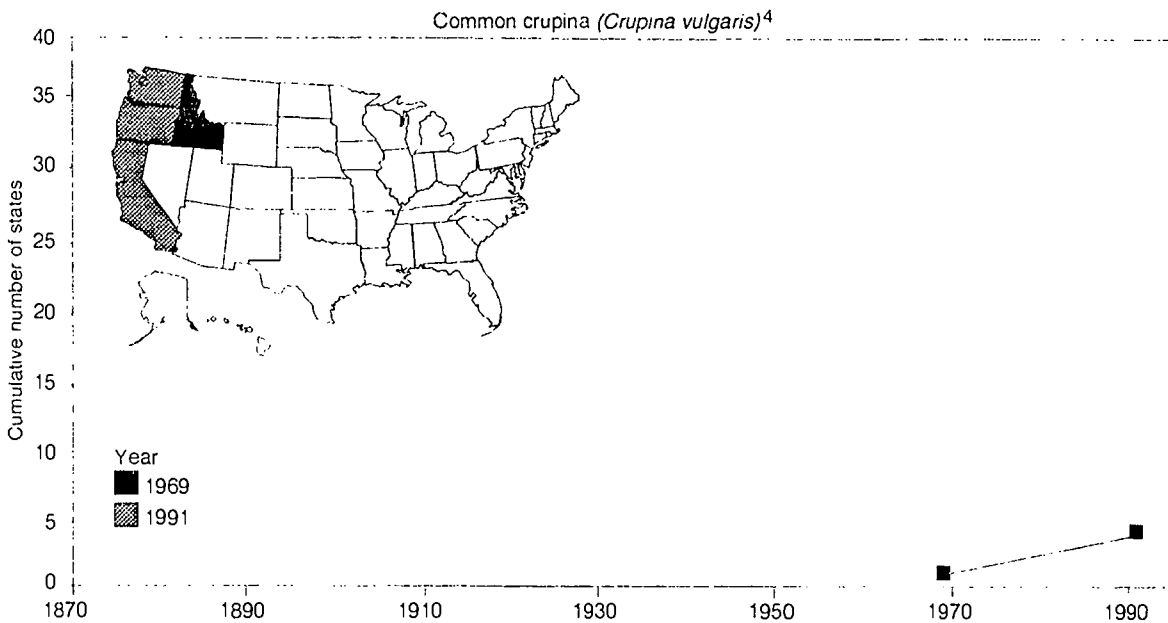 Common crupina (Crupina vulgaris)4
40
35
30
25
20
15
10
5
0
Cumulative number of states
Year
1969
1991
1870 1890 1910 1930 1950 1970 1990